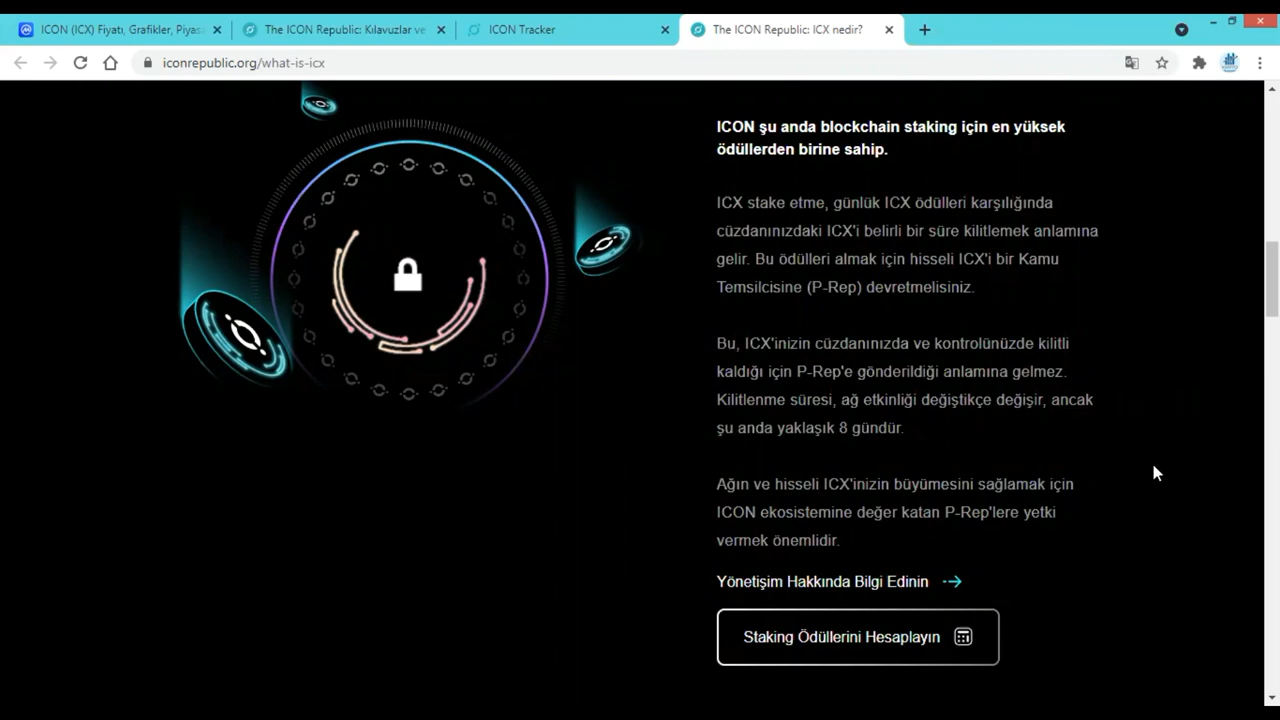 ICON (ICX) Fiyatı, Grafikler, Piyas
The ICON Republic: Kılavuzlar ve
ICON Tracker
The ICON Republic: ICX nedir?
iconrepublic.org/what-is-icx
ICON şu anda blockchain staking için en yüksek
ödüllerden birine sahip.
ICX stake etme, günlük ICX ödülleri karşılığında
cüzdanınızdaki ICX'i belirli bir süre kilitlemek anlamına
gelir. Bu ödülleri almak için hisseli ICX'i bir Kamu
Temsilcisine (P-Rep) devretmelisiniz.
Bu, ICX'inizin cüzdanınızda ve kontrolünüzde kilitli
kaldığı için P-Rep'e gönderildiği anlamına gelmez.
Kilitlenme süresi, ağ etkinliği değiştikçe değişir, ancak
şu anda yaklaşık 8 gündür.
Ağın ve hisseli ICX'inizin büyümesini sağlamak için
ICON ekosistemine değer katan P-Rep'lere yetki
vermek önemlidir.
Yönetişim Hakkında Bilgi Edinin
Staking Ödüllerini Hesaplayın